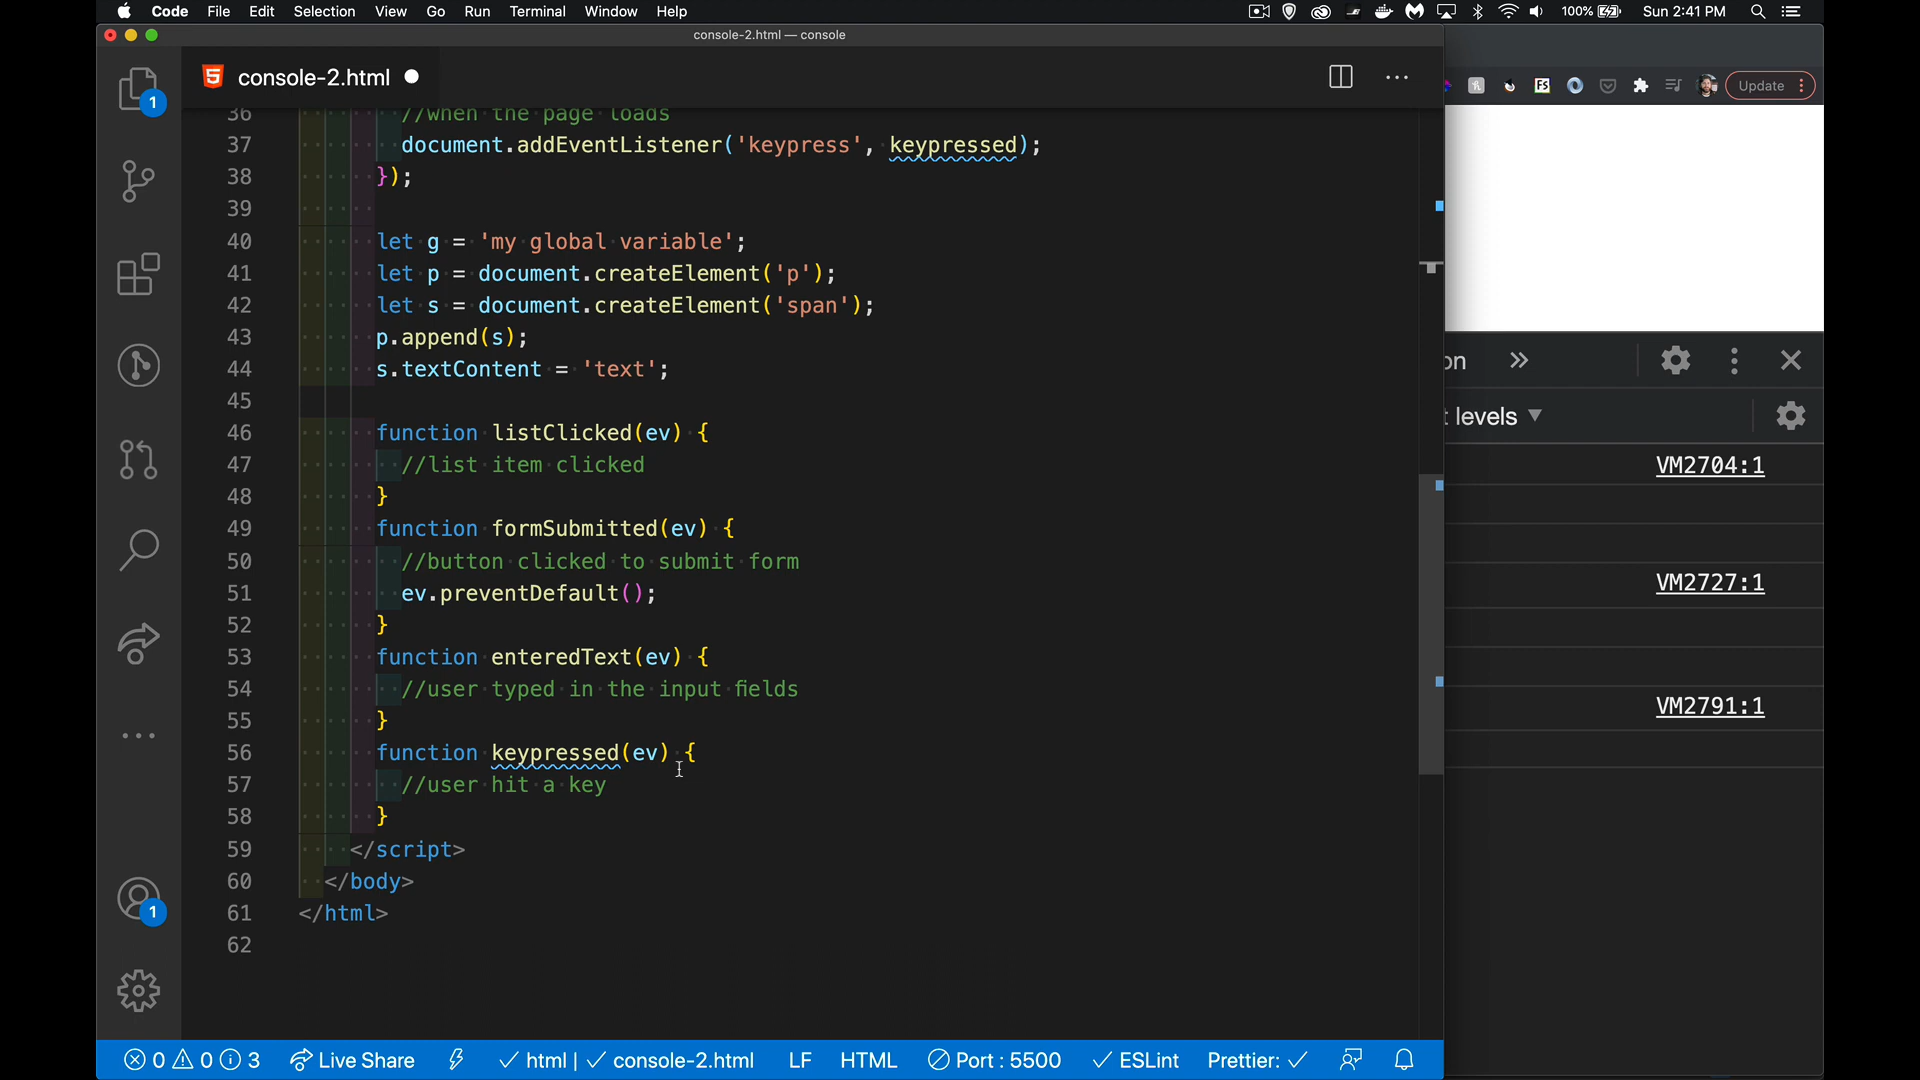 Code File Edit Selection View Go Run Terminal Window Help 100% Sun 2:41 PM
console-2.html — console
console-2.html
Update
36 //when the page loads
37 document.addEventListener('keypress', keypressed);
38 });
39
40 let g = 'my global variable';
41 let p = document.createElement('p');
42 let s = document.createElement('span');
43 p.append(s);
44 s.textContent = 'text';
45
46 function listClicked(ev) {
47 //list item clicked
48 }
49 function formSubmitted(ev) {
50 //button clicked to submit form
51 ev.preventDefault();
52 }
53 function enteredText(ev) {
54 //user typed in the input fields
55 }
56 function keypressed(ev) {
57 //user hit a key
58 }
59 </script>
60 </body>
61 </html>
62
1
1
on
t levels
VM2704:1
VM2727:1
VM2791:1
0 0 3 Live Share html | console-2.html LF HTML Port : 5500 ESLint Prettier: